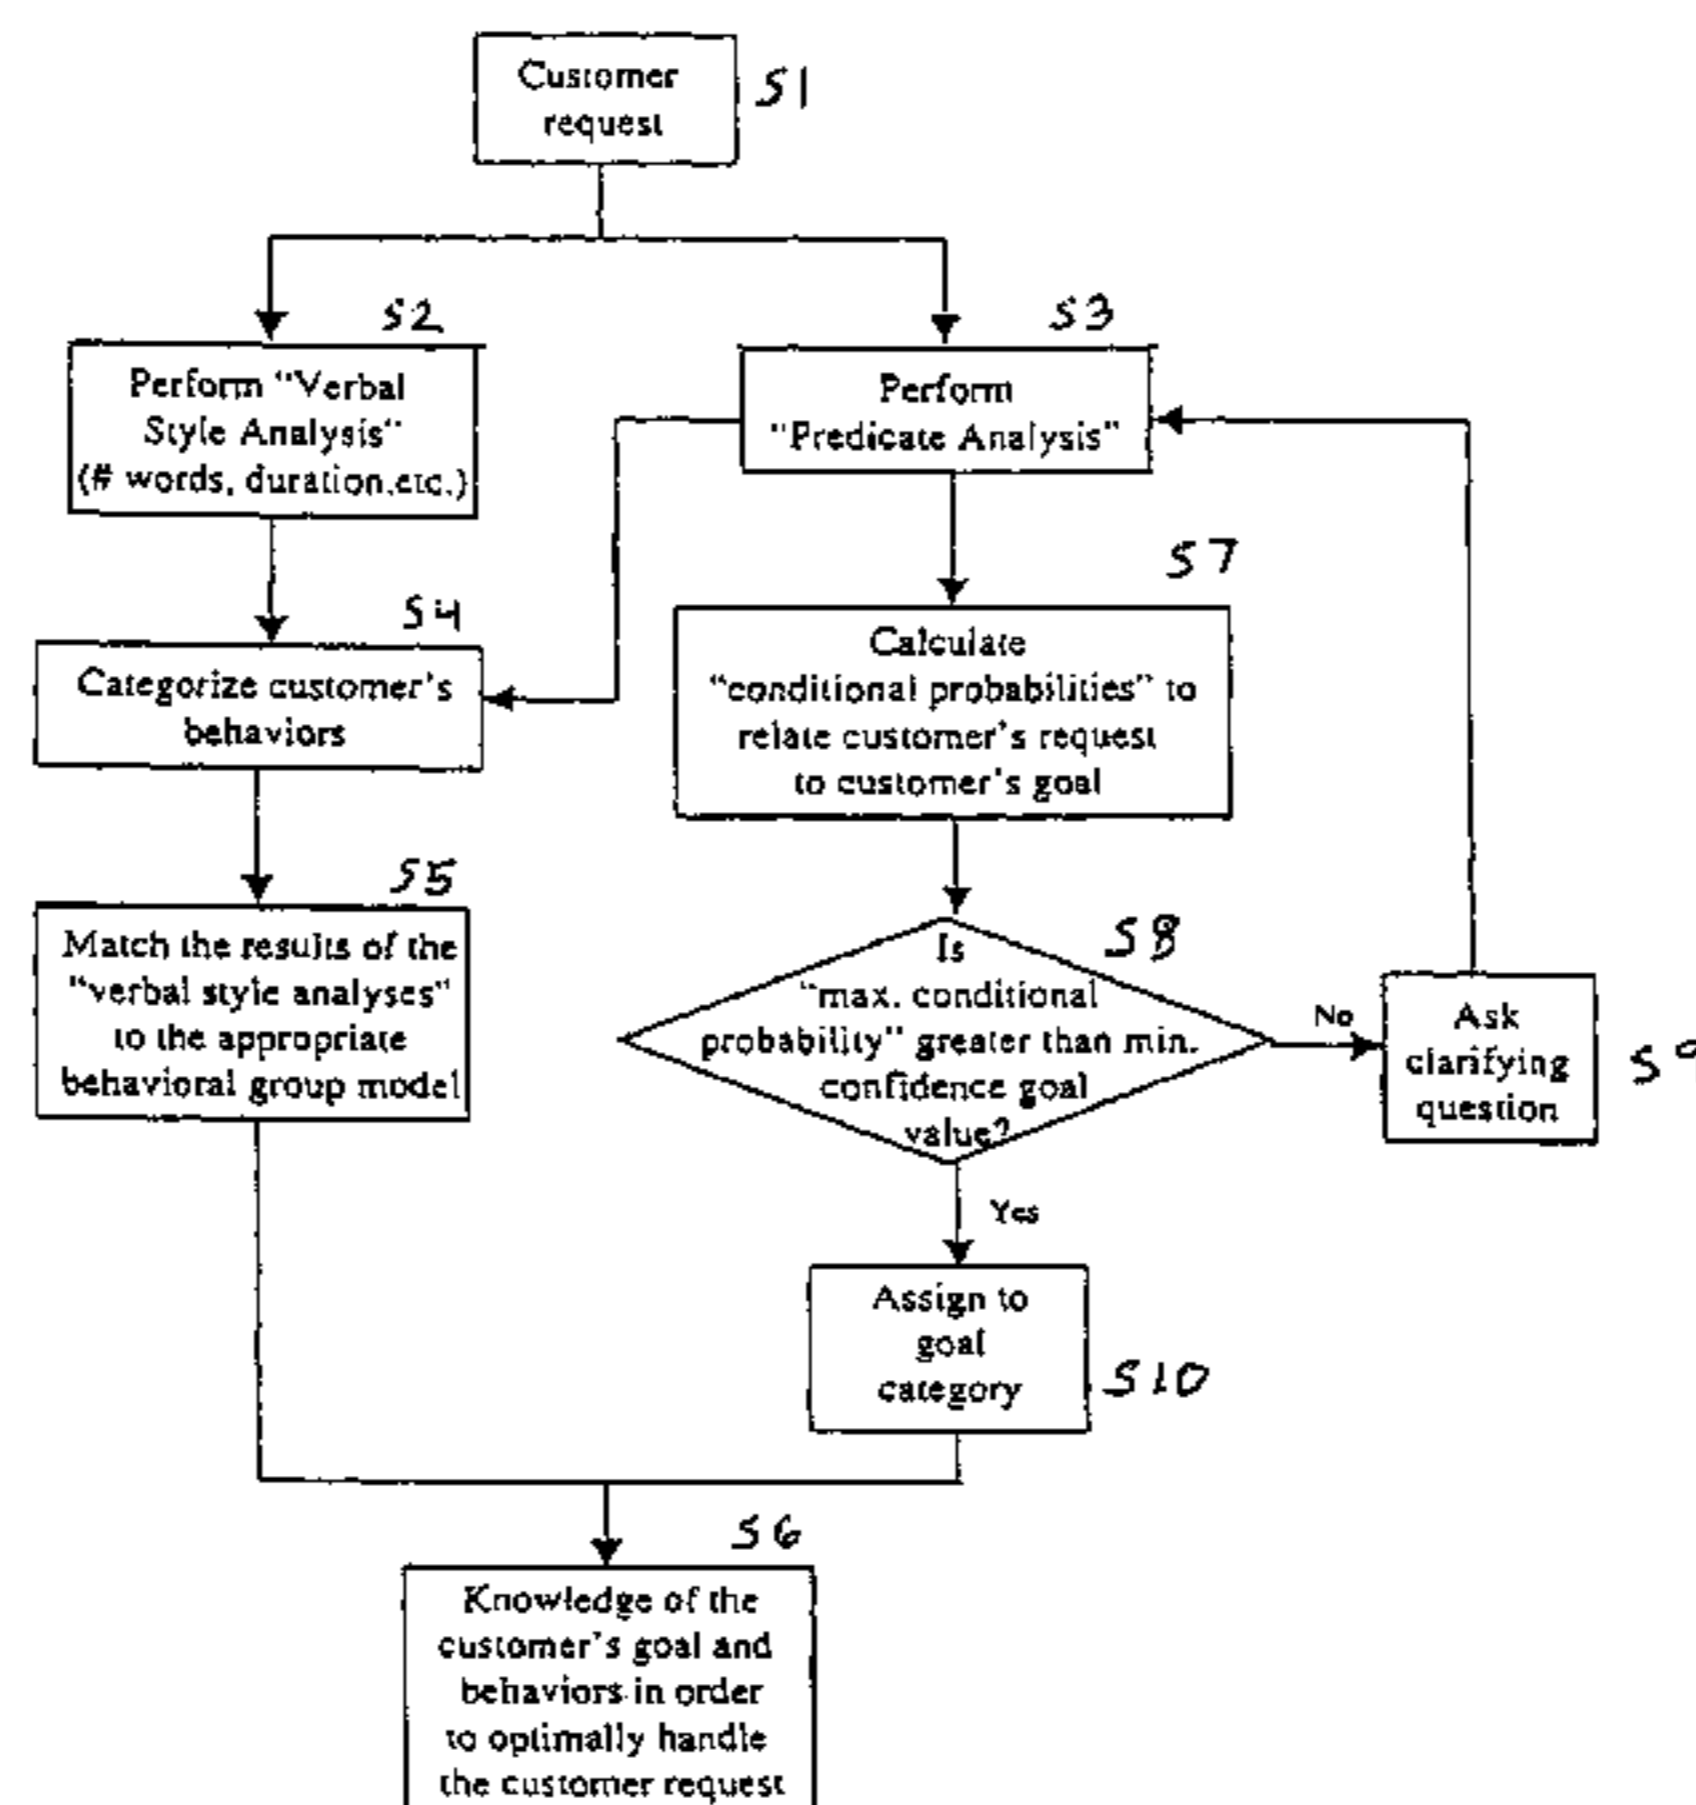 Customer
request
S1
S2
Perform "Verbal
Style Analysis"
(# words, duration,etc.)
S3
Perform
"Predicate Analysis"
S4
Categorize customer's
behaviors
S7
Calculate
"conditional probabilities" to
relate customer's request
to customer's goal
S5
Match the results of the
"verbal style analyses"
to the appropriate
behavioral group model
S8
Is
"max. conditional
probability" greater than min.
confidence goal
value?
No
Ask
clarifying
question
S9
Yes
Assign to
goal
category
S10
S6
Knowledge of the
customer's goal and
behaviors in order
to optimally handle
the customer request